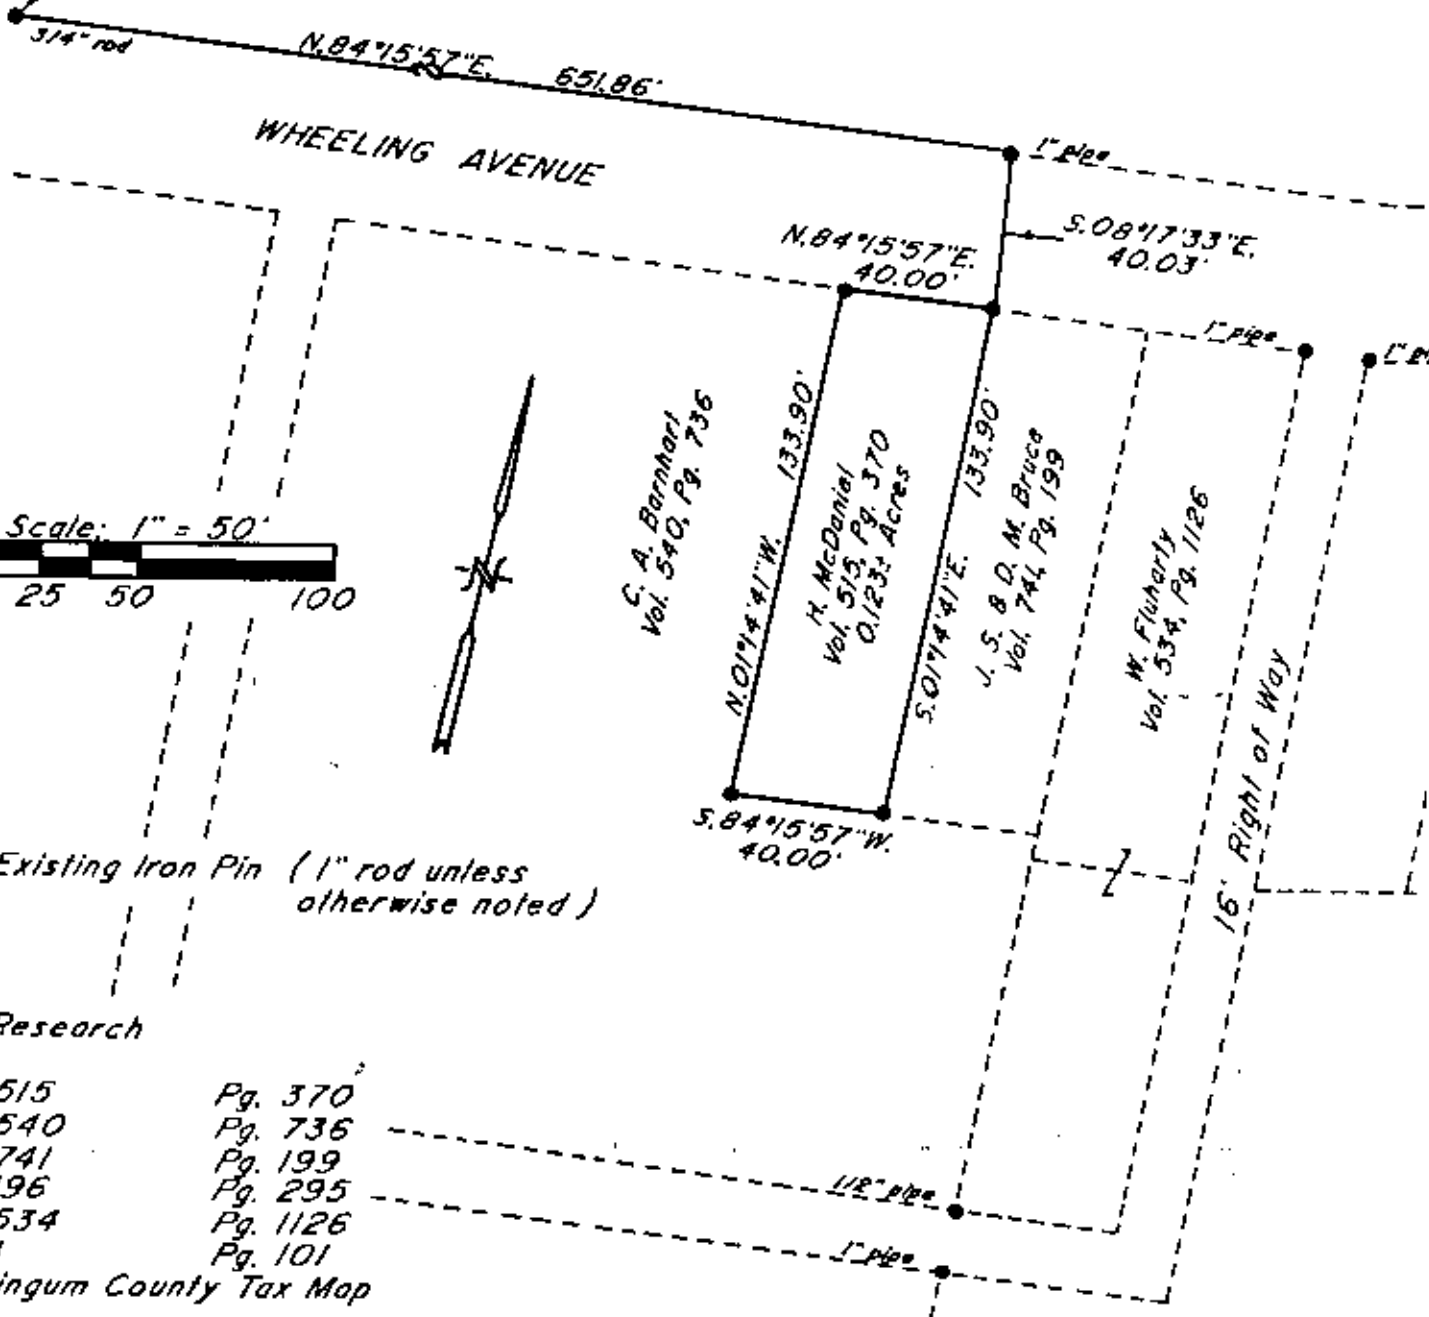 3/4" rod
N.84°15'57"E. 651.86'
WHEELING AVENUE
1" pipe
S.08°17'33"E.
40.03'
N.84°15'57"E.
40.00'
1" pipe
C. A. Barnhart
Vol. 540, Pg. 736
N.01°14'41"W. 133.90'
H. McDaniel
Vol. 515, Pg. 370
0.123± Acres
S.01°14'41"E. 133.90'
J. S. & D. M. Bruce
Vol. 741, Pg. 199
W. Fluharty
Vol. 534, Pg. 1126
16' Right of Way
Scale: 1" = 50'
25 50 100
N
S.84°15'57"W.
40.00'
Existing Iron Pin (1" rod unless
otherwise noted)
Research
515 Pg. 370
540 Pg. 736
741 Pg. 199
96 Pg. 295
534 Pg. 1126
Pg. 101
ingum County Tax Map
1/2" pipe
1" pipe